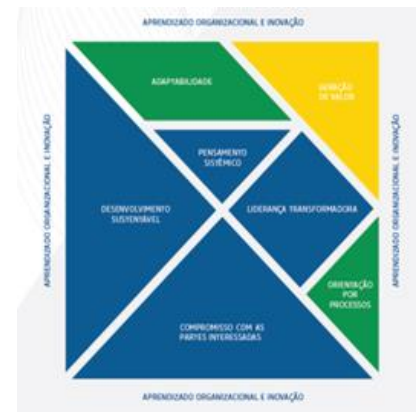 APRENDIZADO ORGANIZACIONAL E INOVAÇÃO
ADAPTABILIDADE
GERAÇÃO
DE VALOR
APRENDIZADO ORGANIZACIONAL E INOVAÇÃO
PENSAMENTO
SISTÊMICO
DESENVOLVIMENTO
SUSTENTÁVEL
LIDERANÇA TRANSFORMADORA
APRENDIZADO ORGANIZACIONAL E INOVAÇÃO
ORIENTAÇÃO
POR
PROCESSOS
COMPROMISSO COM AS
PARTES INTERESSADAS
APRENDIZADO ORGANIZACIONAL E INOVAÇÃO